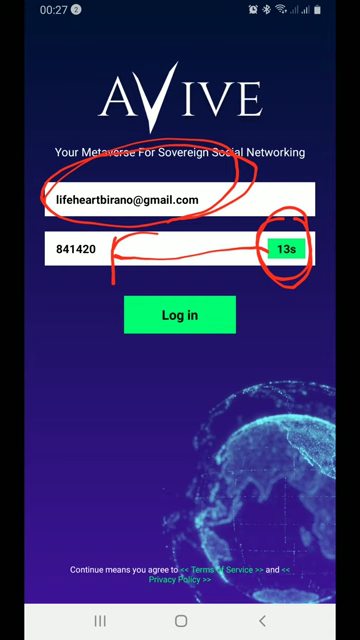 00:27 2
AVIVE
Your Metaverse For Sovereign Social Networking
lifeheartbirano@gmail.com
841420 13s
Log in
Continue means you agree to << Terms of Service >> and <<
Privacy Policy >>